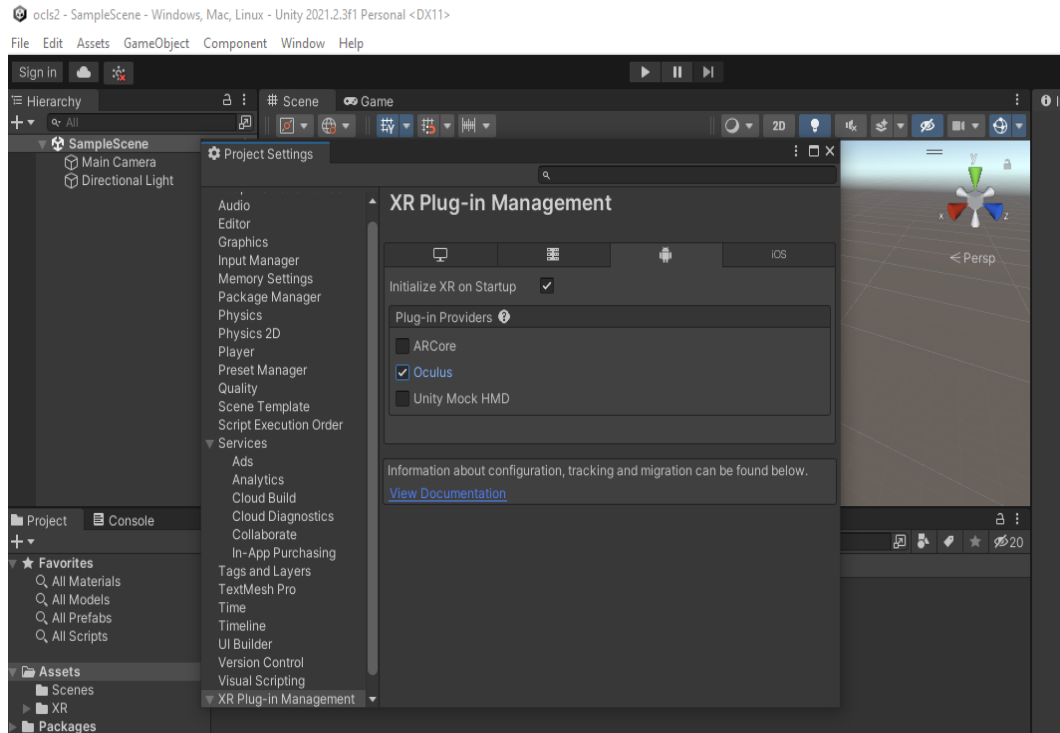 ocls2 - SampleScene - Windows, Mac, Linux - Unity 2021.2.3f1 Personal <DX11>
File Edit Assets GameObject Component Window Help
Sign in
Hierarchy
Scene
Game
All
2D
SampleScene
Main Camera
Directional Light
Project Settings
Audio
Editor
Graphics
Input Manager
Memory Settings
Package Manager
Physics
Physics 2D
Player
Preset Manager
Quality
Scene Template
Script Execution Order
Services
Ads
Analytics
Cloud Build
Cloud Diagnostics
Collaborate
In-App Purchasing
Tags and Layers
TextMesh Pro
Time
Timeline
UI Builder
Version Control
Visual Scripting
XR Plug-in Management
XR Plug-in Management
iOS
Initialize XR on Startup
Plug-in Providers
ARCore
Oculus
Unity Mock HMD
Information about configuration, tracking and migration can be found below.
View Documentation
y
x
z
Persp
Project
Console
20
Favorites
All Materials
All Models
All Prefabs
All Scripts
Assets
Scenes
XR
Packages